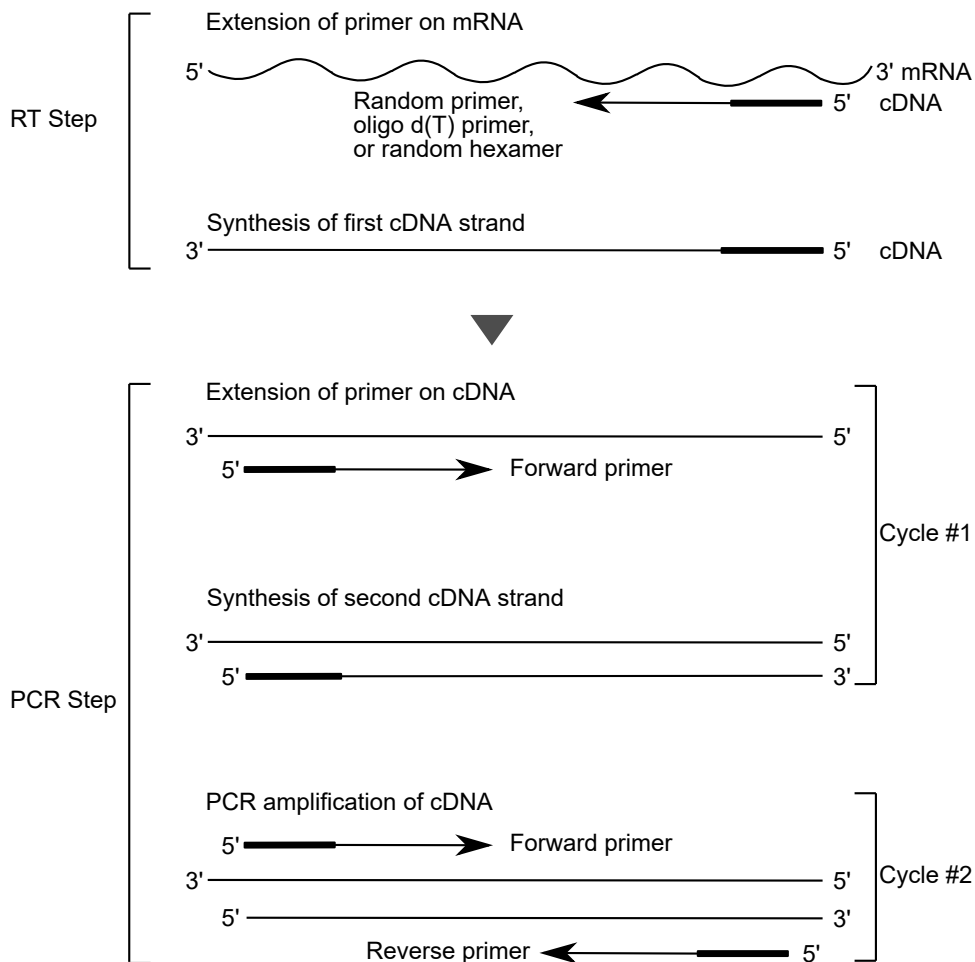 Extension of primer on mRNA
5' 3' mRNA
5' cDNA
Random primer,
oligo d(T) primer,
or random hexamer
RT Step
Synthesis of first cDNA strand
3' 5' cDNA
Extension of primer on cDNA
3' 5'
5' Forward primer
Cycle #1
Synthesis of second cDNA strand
3' 5'
5' 3'
PCR Step
PCR amplification of cDNA
5' Forward primer
3' 5'
Cycle #2
5' 3'
Reverse primer 5'